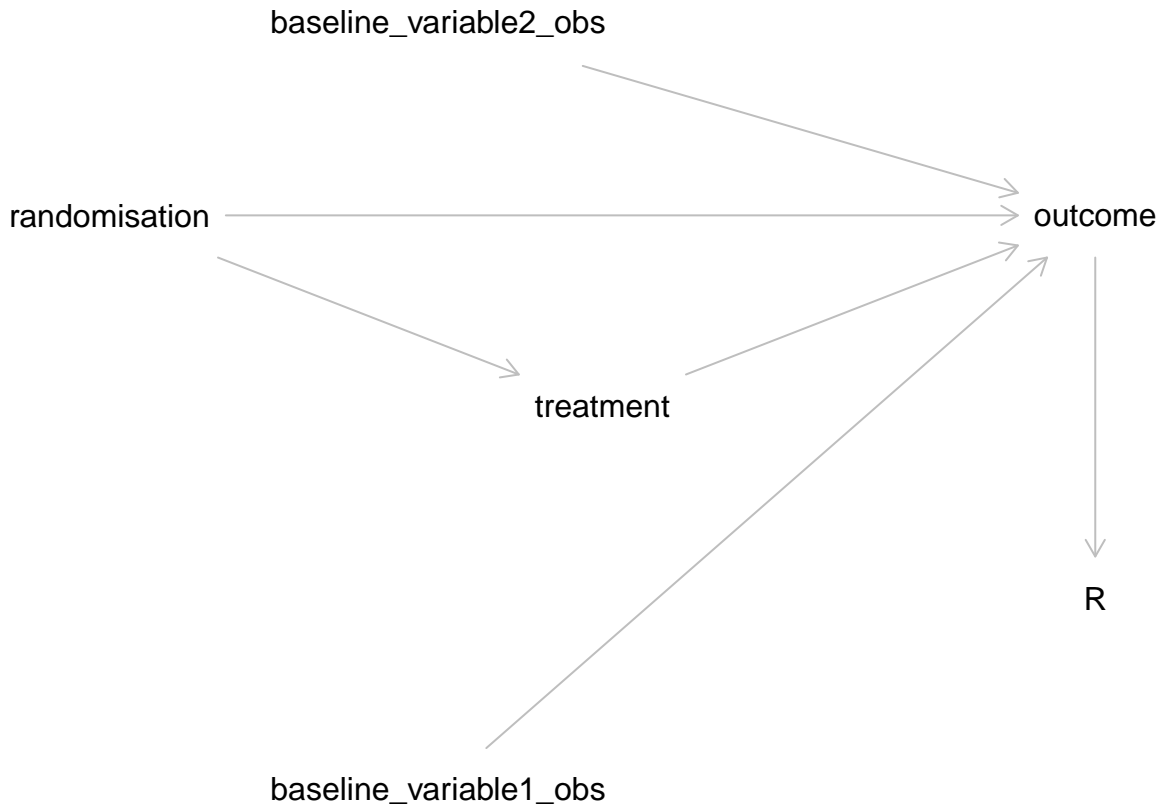 baseline_variable2_obs
randomisation
outcome
treatment
R
baseline_variable1_obs